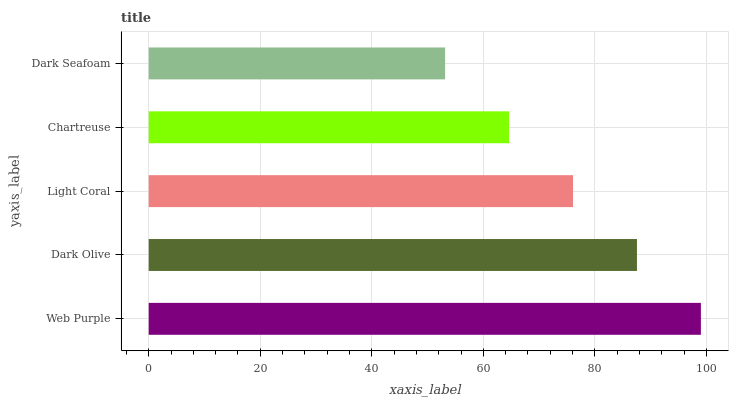 title
Dark Seafoam
Chartreuse
Light Coral
Dark Olive
Web Purple
yaxis_label
0 20 40 60 80 100
xaxis_label